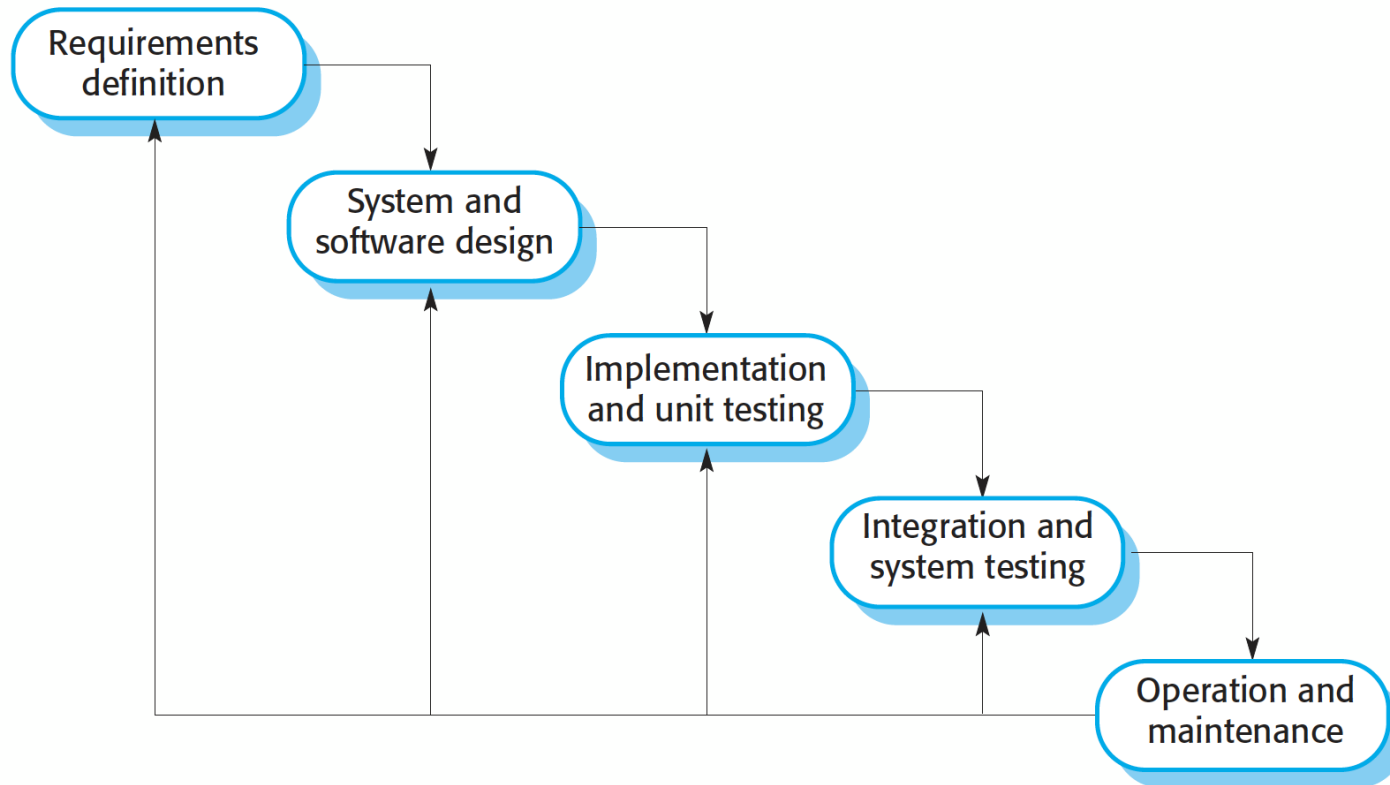 Requirements
definition
System and
software design
Implementation
and unit testing
Integration and
system testing
Operation and
maintenance